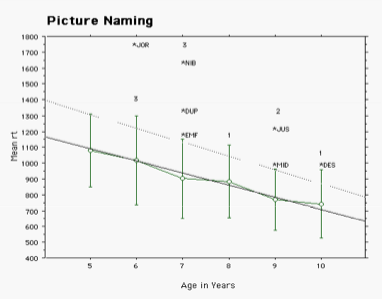 Picture Naming
1800
1700
1600
1500
1400
1300
1200
1100
1000
900
800
700
600
500
400
Mean rt
*JOR
3
*NIB
3
*DUP
2
*JUS
*EMF
1
1
*MID
*DES
5 6 7 8 9 10
Age in Years